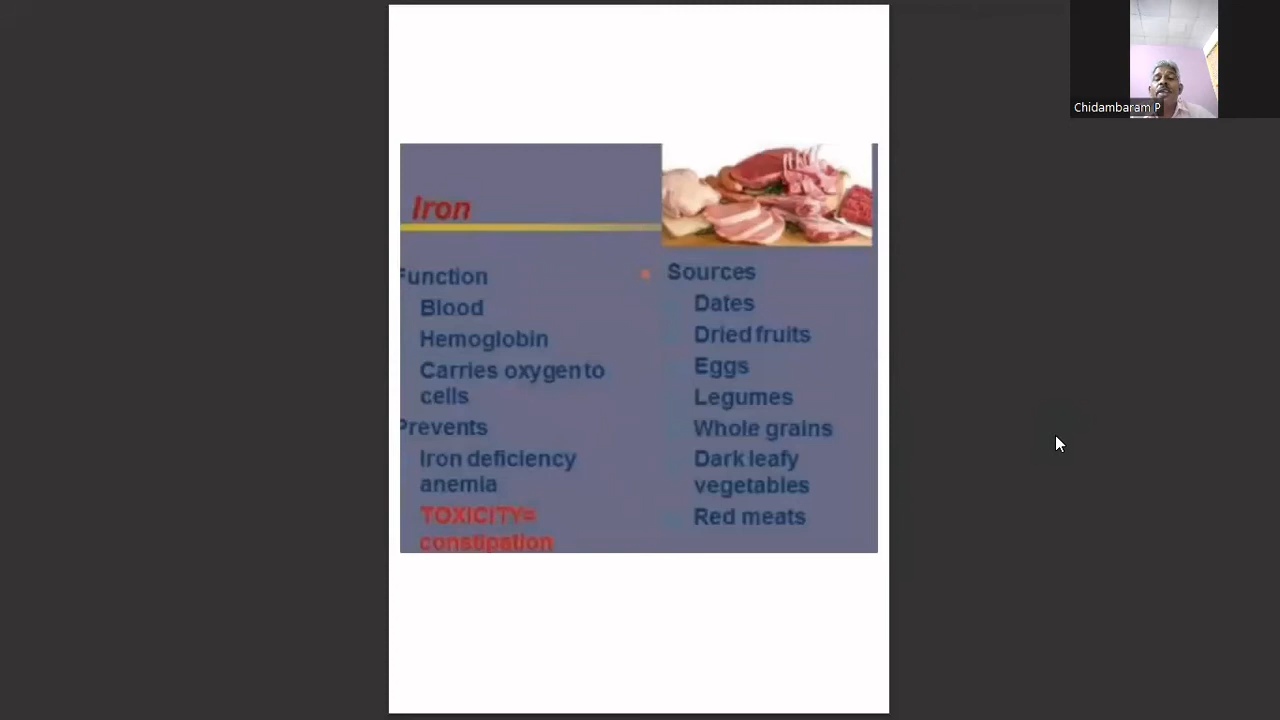 Chidambaram P
Iron
Function
Blood
Hemoglobin
Carries oxygen to
cells
Prevents
Iron deficiency
anemia
TOXICITY=
constipation
Sources
Dates
Dried fruits
Eggs
Legumes
Whole grains
Dark leafy
vegetables
Red meats